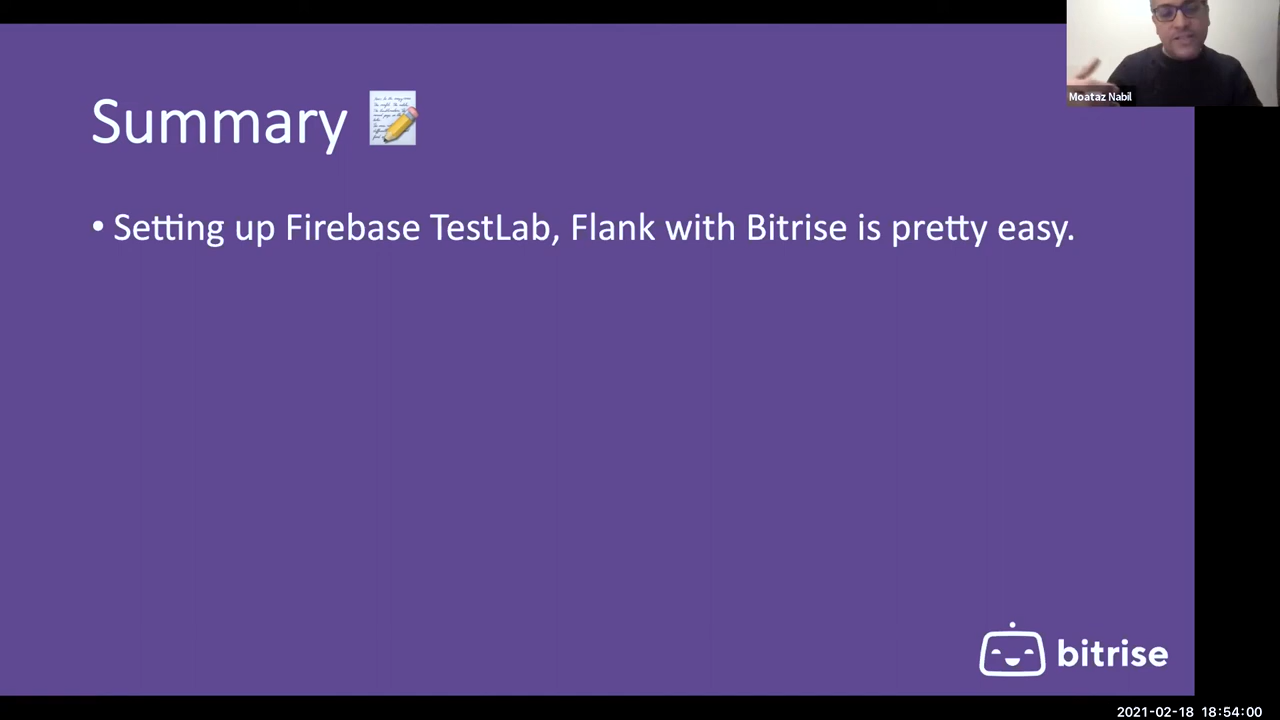 Moataz Nabil
Summary
• Setting up Firebase TestLab, Flank with Bitrise is pretty easy.
bitrise
2021-02-18 18:54:00